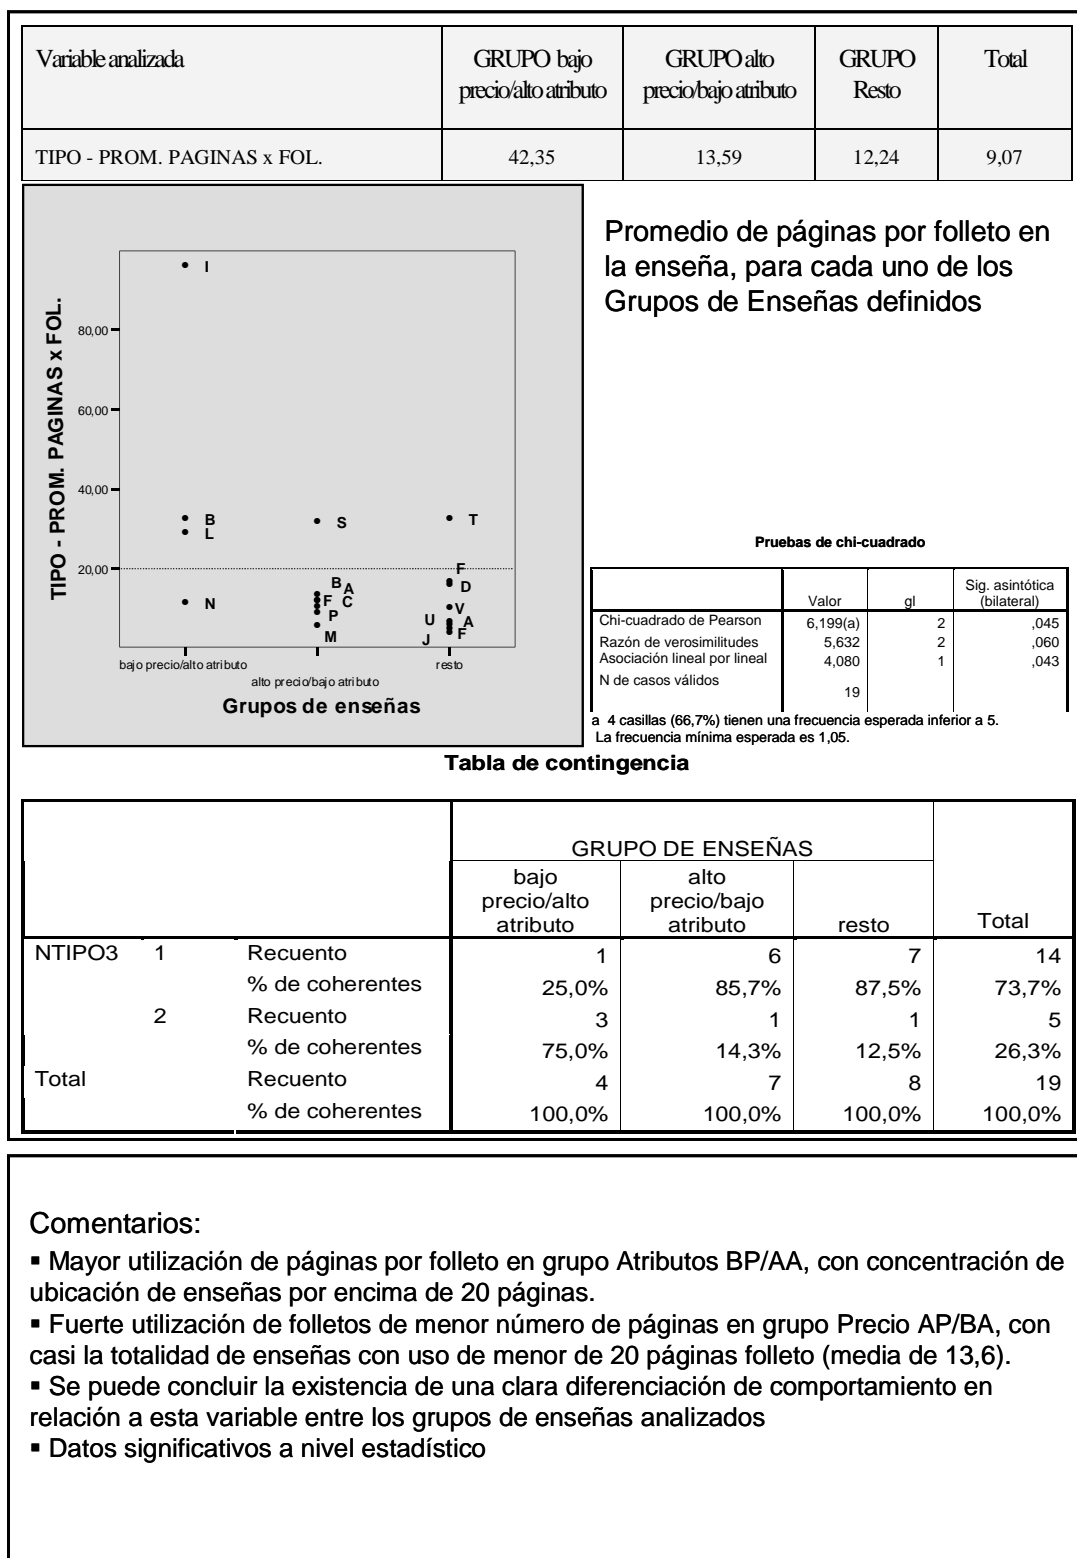 Variable analizada GRUPO bajo precio/alto atributo GRUPO alto precio/bajo atributo GRUPO Resto Total
TIPO - PROM. PAGINAS x FOL. 42,35 13,59 12,24 9,07
Promedio de páginas por folleto en
la enseña, para cada uno de los
Grupos de Enseñas definidos
TIPO - PROM. PAGINAS x FOL.
80,00
60,00
40,00
20,00
I
B
L
N
S
B
A
F
C
P
M
T
F
D
V
U
A
F
J
bajo precio/alto atributo
alto precio/bajo atributo
resto
Grupos de enseñas
Pruebas de chi-cuadrado
Valor gl Sig. asintótica (bilateral)
Chi-cuadrado de Pearson 6,199(a) 2 ,045
Razón de verosimilitudes 5,632 2 ,060
Asociación lineal por lineal 4,080 1 ,043
N de casos válidos 19
a 4 casillas (66,7%) tienen una frecuencia esperada inferior a 5.
La frecuencia mínima esperada es 1,05.
Tabla de contingencia
GRUPO DE ENSEÑAS
bajo precio/alto atributo alto precio/bajo atributo resto Total
NTIPO3 1 Recuento 1 6 7 14
% de coherentes 25,0% 85,7% 87,5% 73,7%
2 Recuento 3 1 1 5
% de coherentes 75,0% 14,3% 12,5% 26,3%
Total Recuento 4 7 8 19
% de coherentes 100,0% 100,0% 100,0% 100,0%
Comentarios:
▪ Mayor utilización de páginas por folleto en grupo Atributos BP/AA, con concentración de
ubicación de enseñas por encima de 20 páginas.
▪ Fuerte utilización de folletos de menor número de páginas en grupo Precio AP/BA, con
casi la totalidad de enseñas con uso de menor de 20 páginas folleto (media de 13,6).
▪ Se puede concluir la existencia de una clara diferenciación de comportamiento en
relación a esta variable entre los grupos de enseñas analizados
▪ Datos significativos a nivel estadístico